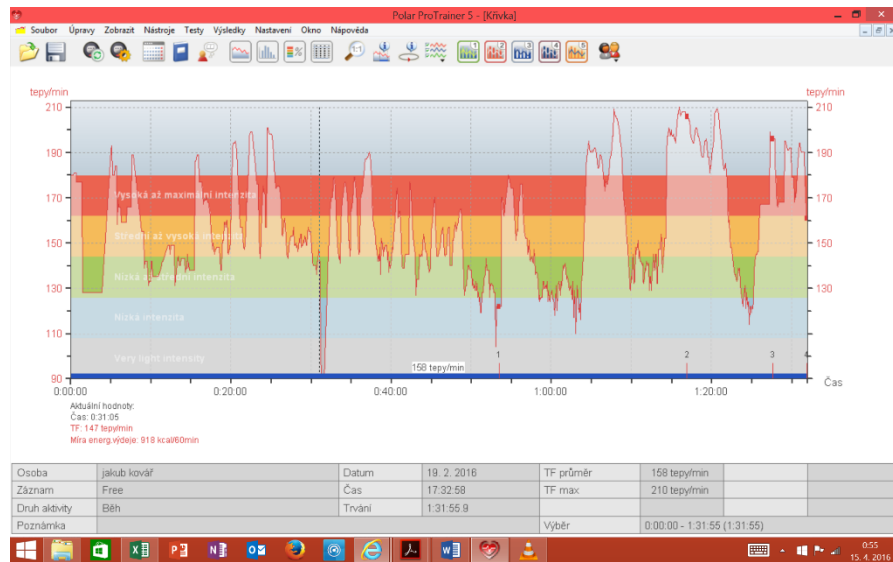 Polar ProTrainer 5 - [Křivka]
Soubor Úpravy Zobrazit Nástroje Testy Výsledky Nastavení Okno Nápověda
tepy/min tepy/min
210 210
190 190
170 170
150 150
130 130
110 110
90 90
Vysoká až maximální intenzita
Střední až vysoká intenzita
Nízká až střední intenzita
Nízká intenzita
Very light intensity
158 tepy/min
1 2 3 4
0:00:00 0:20:00 0:40:00 1:00:00 1:20:00 Čas
Aktuální hodnoty:
Čas: 0:31:05
TF: 147 tepy/min
Míra energ.výdeje: 918 kcal/60min
Osoba jakub kovář Datum 19. 2. 2016 TF průměr 158 tepy/min
Záznam Free Čas 17:32:58 TF max 210 tepy/min
Druh aktivity Běh Trvání 1:31:55.9
Poznámka Výběr 0:00:00 - 1:31:55 (1:31:55)
0:55
15. 4. 2016